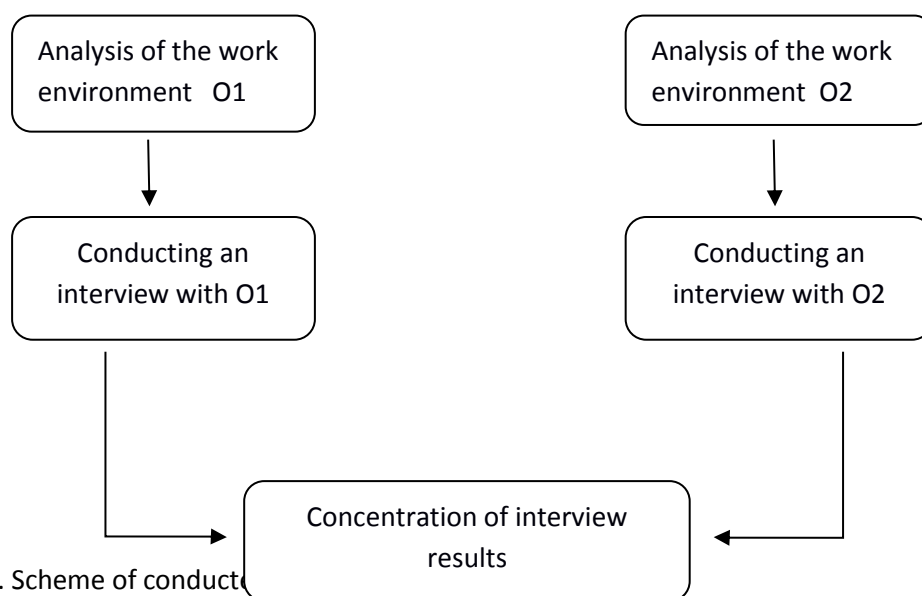 Analysis of the work
environment O1
Analysis of the work
environment O2
Conducting an
interview with O1
Conducting an
interview with O2
Concentration of interview
results
. Scheme of